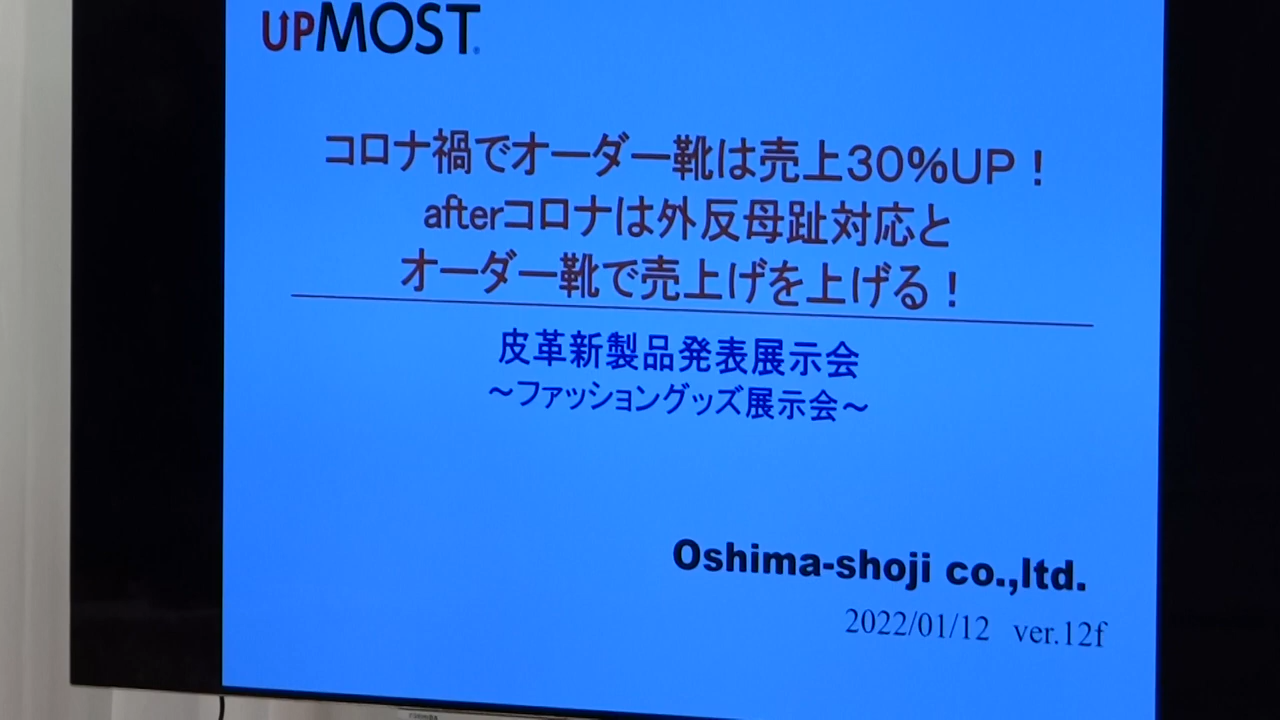 UPMOST®
コロナ禍でオーダー靴は売上30%UP!
afterコロナは外反母趾対応と
オーダー靴で売上げを上げる!
皮革新製品発表展示会
~ファッショングッズ展示会~
Oshima-shoji co.,ltd.
2022/01/12 ver.12f
TOSHIBA